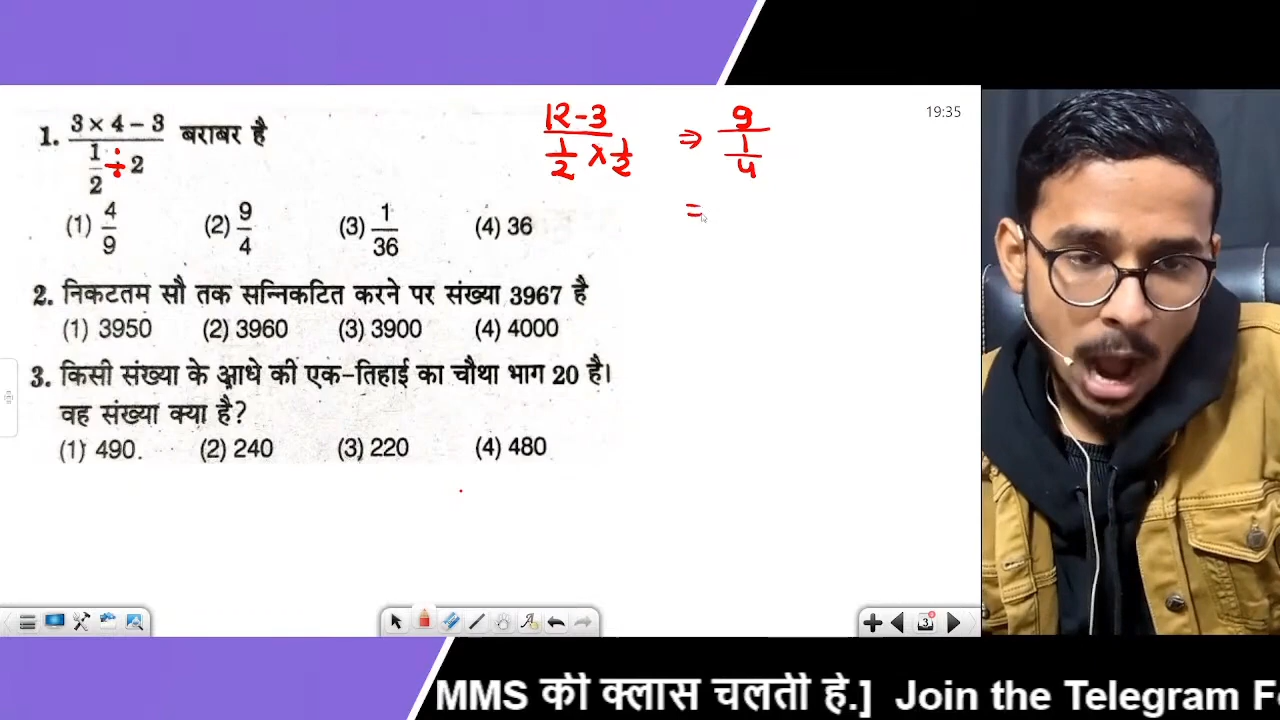 1. 3 × 4 – 3 / 1/2 ÷ 2 बराबर है
(1) 4/9 (2) 9/4 (3) 1/36 (4) 36
2. निकटतम सौ तक सन्निकटित करने पर संख्या 3967 है
(1) 3950 (2) 3960 (3) 3900 (4) 4000
3. किसी संख्या के आधे की एक-तिहाई का चौथा भाग 20 है।
वह संख्या क्या है?
(1) 490. (2) 240 (3) 220 (4) 480
12-3 / 1/2 × 1/2 ⇒ 9 / 1/4
=
19:35
3
MMS की क्लास चलती है.] Join the Telegram